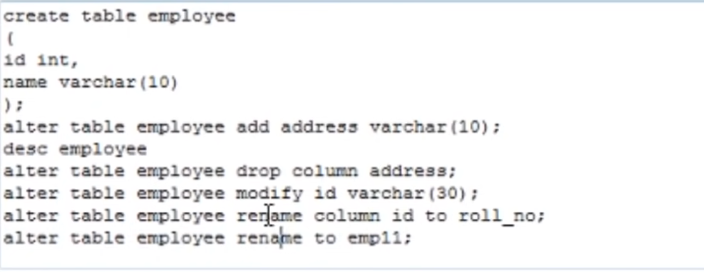 create table employee
(
id int,
name varchar(10)
);
alter table employee add address varchar(10);
desc employee
alter table employee drop column address;
alter table employee modify id varchar(30);
alter table employee rename column id to roll_no;
alter table employee rename to emp11;